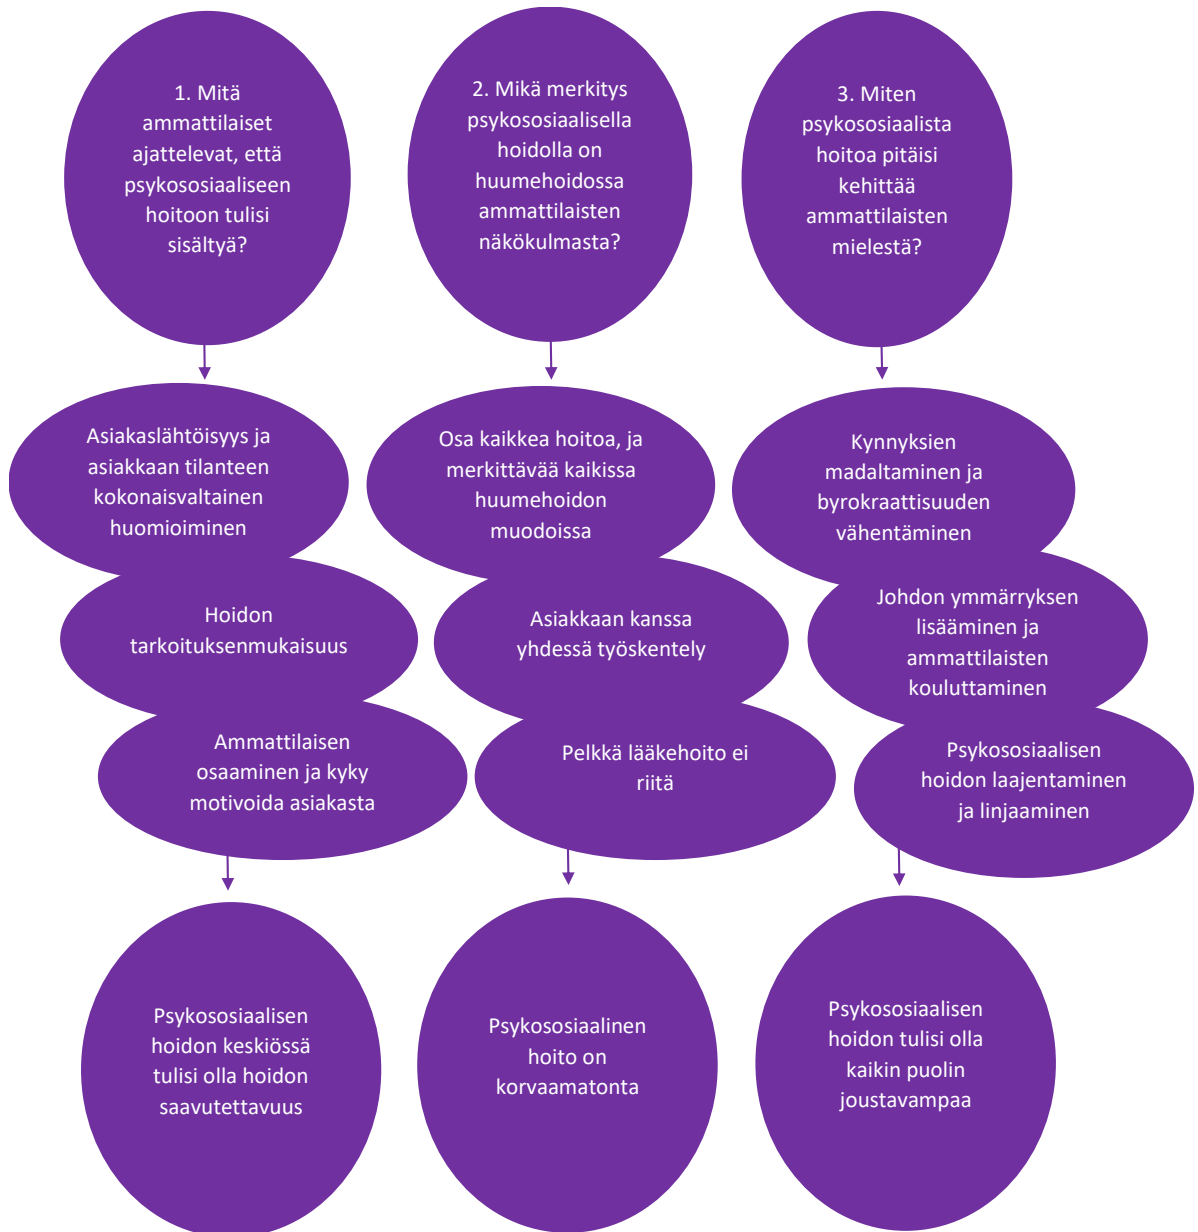 1. Mitä
ammattilaiset
ajattelevat, että
psykososiaaliseen
hoitoon tulisi
sisältyä?
2. Mikä merkitys
psykososiaalisella
hoidolla on
huumehoidossa
ammattilaisten
näkökulmasta?
3. Miten
psykososiaalista
hoitoa pitäisi
kehittää
ammattilaisten
mielestä?
Asiakaslähtöisyys ja
asiakkaan tilanteen
kokonaisvaltainen
huomioiminen
Osa kaikkea hoitoa, ja
merkittävää kaikissa
huumehoidon
muodoissa
Kynnyksien
madaltaminen ja
byrokraattisuuden
vähentäminen
Hoidon
tarkoituksenmukaisuus
Asiakkaan kanssa
yhdessä työskentely
Johdon ymmärryksen
lisääminen ja
ammattilaisten
kouluttaminen
Ammattilaisen
osaaminen ja kyky
motivoida asiakasta
Pelkkä lääkehoito ei
riitä
Psykososiaalisen
hoidon laajentaminen
ja linjaaminen
Psykososiaalisen
hoidon keskiössä
tulisi olla hoidon
saavutettavuus
Psykososiaalinen
hoito on
korvaamatonta
Psykososiaalisen
hoidon tulisi olla
kaikin puolin
joustavampaa